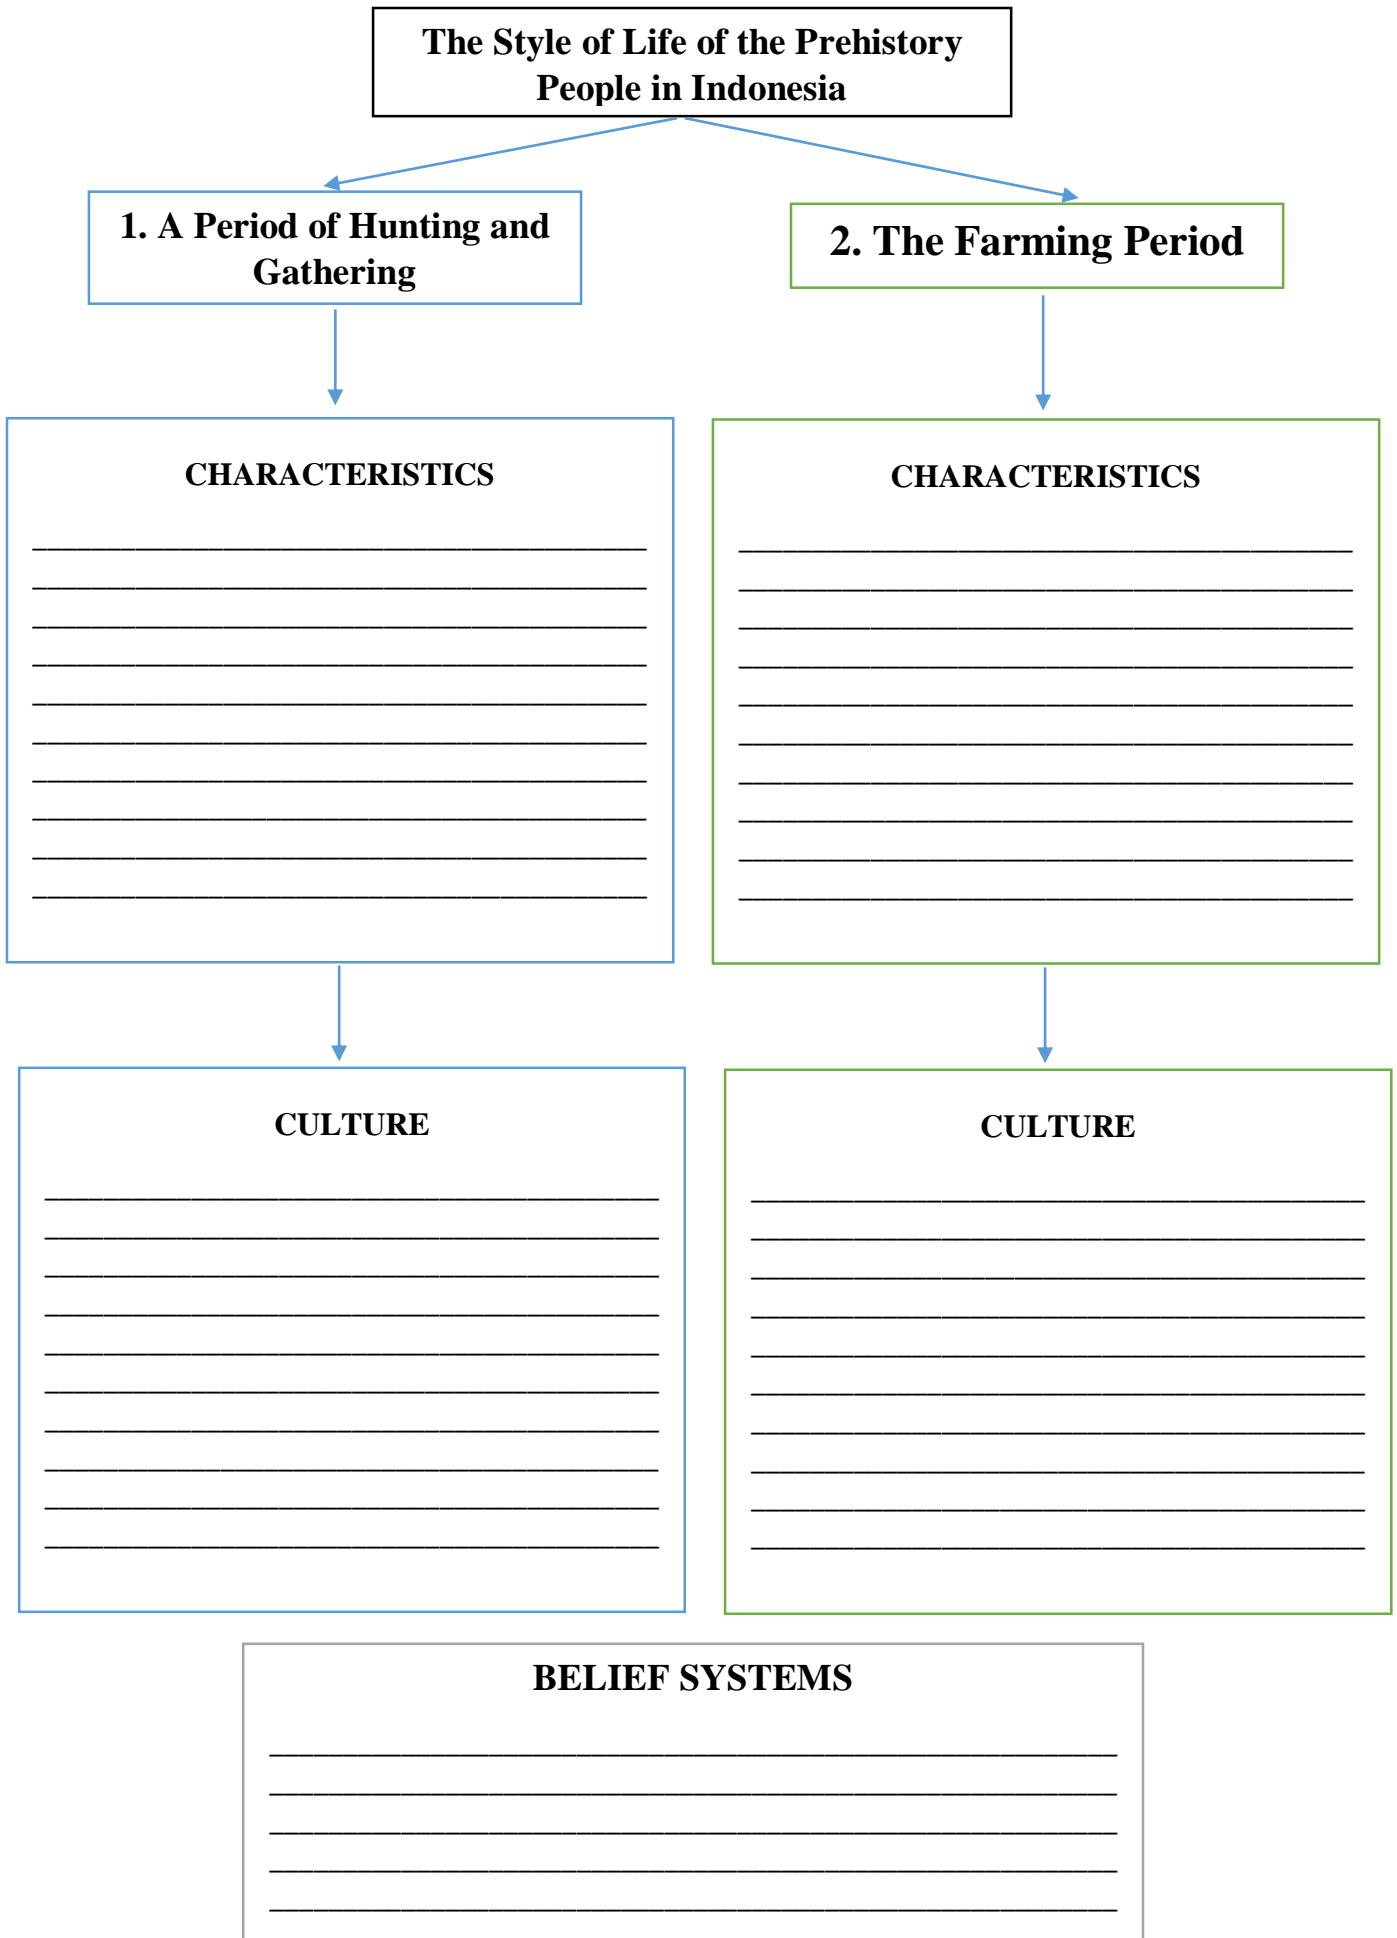 The Style of Life of the Prehistory
People in Indonesia
1. A Period of Hunting and
Gathering
2. The Farming Period
CHARACTERISTICS
CHARACTERISTICS
CULTURE
CULTURE
BELIEF SYSTEMS